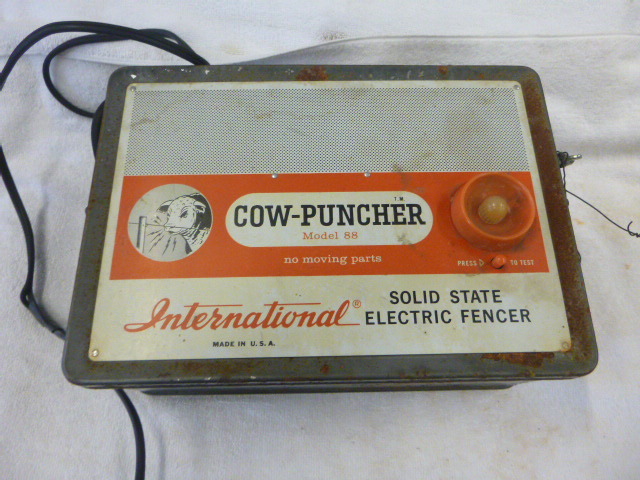 T.M.
COW-PUNCHER
Model 88
no moving parts
PRESS TO TEST
International®
SOLID STATE
ELECTRIC FENCER
MADE IN U.S.A.